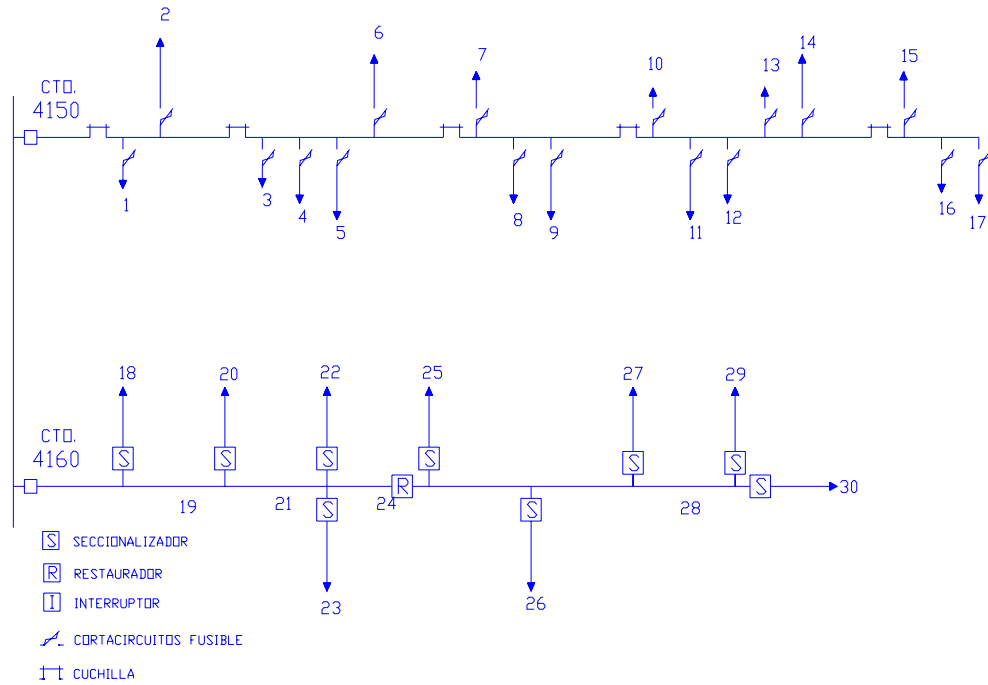 2
6
7
10
13
14
15
CTO.
4150
1
3
4
5
8
9
11
12
16
17
18
20
22
25
27
29
CTO.
4160
19
21
24
R
28
30
S
S
S
S
S
S
S
S
S
23
26
S SECCIONALIZADOR
R RESTAURADOR
I INTERRUPTOR
CORTACIRCUITOS FUSIBLE
CUCHILLA